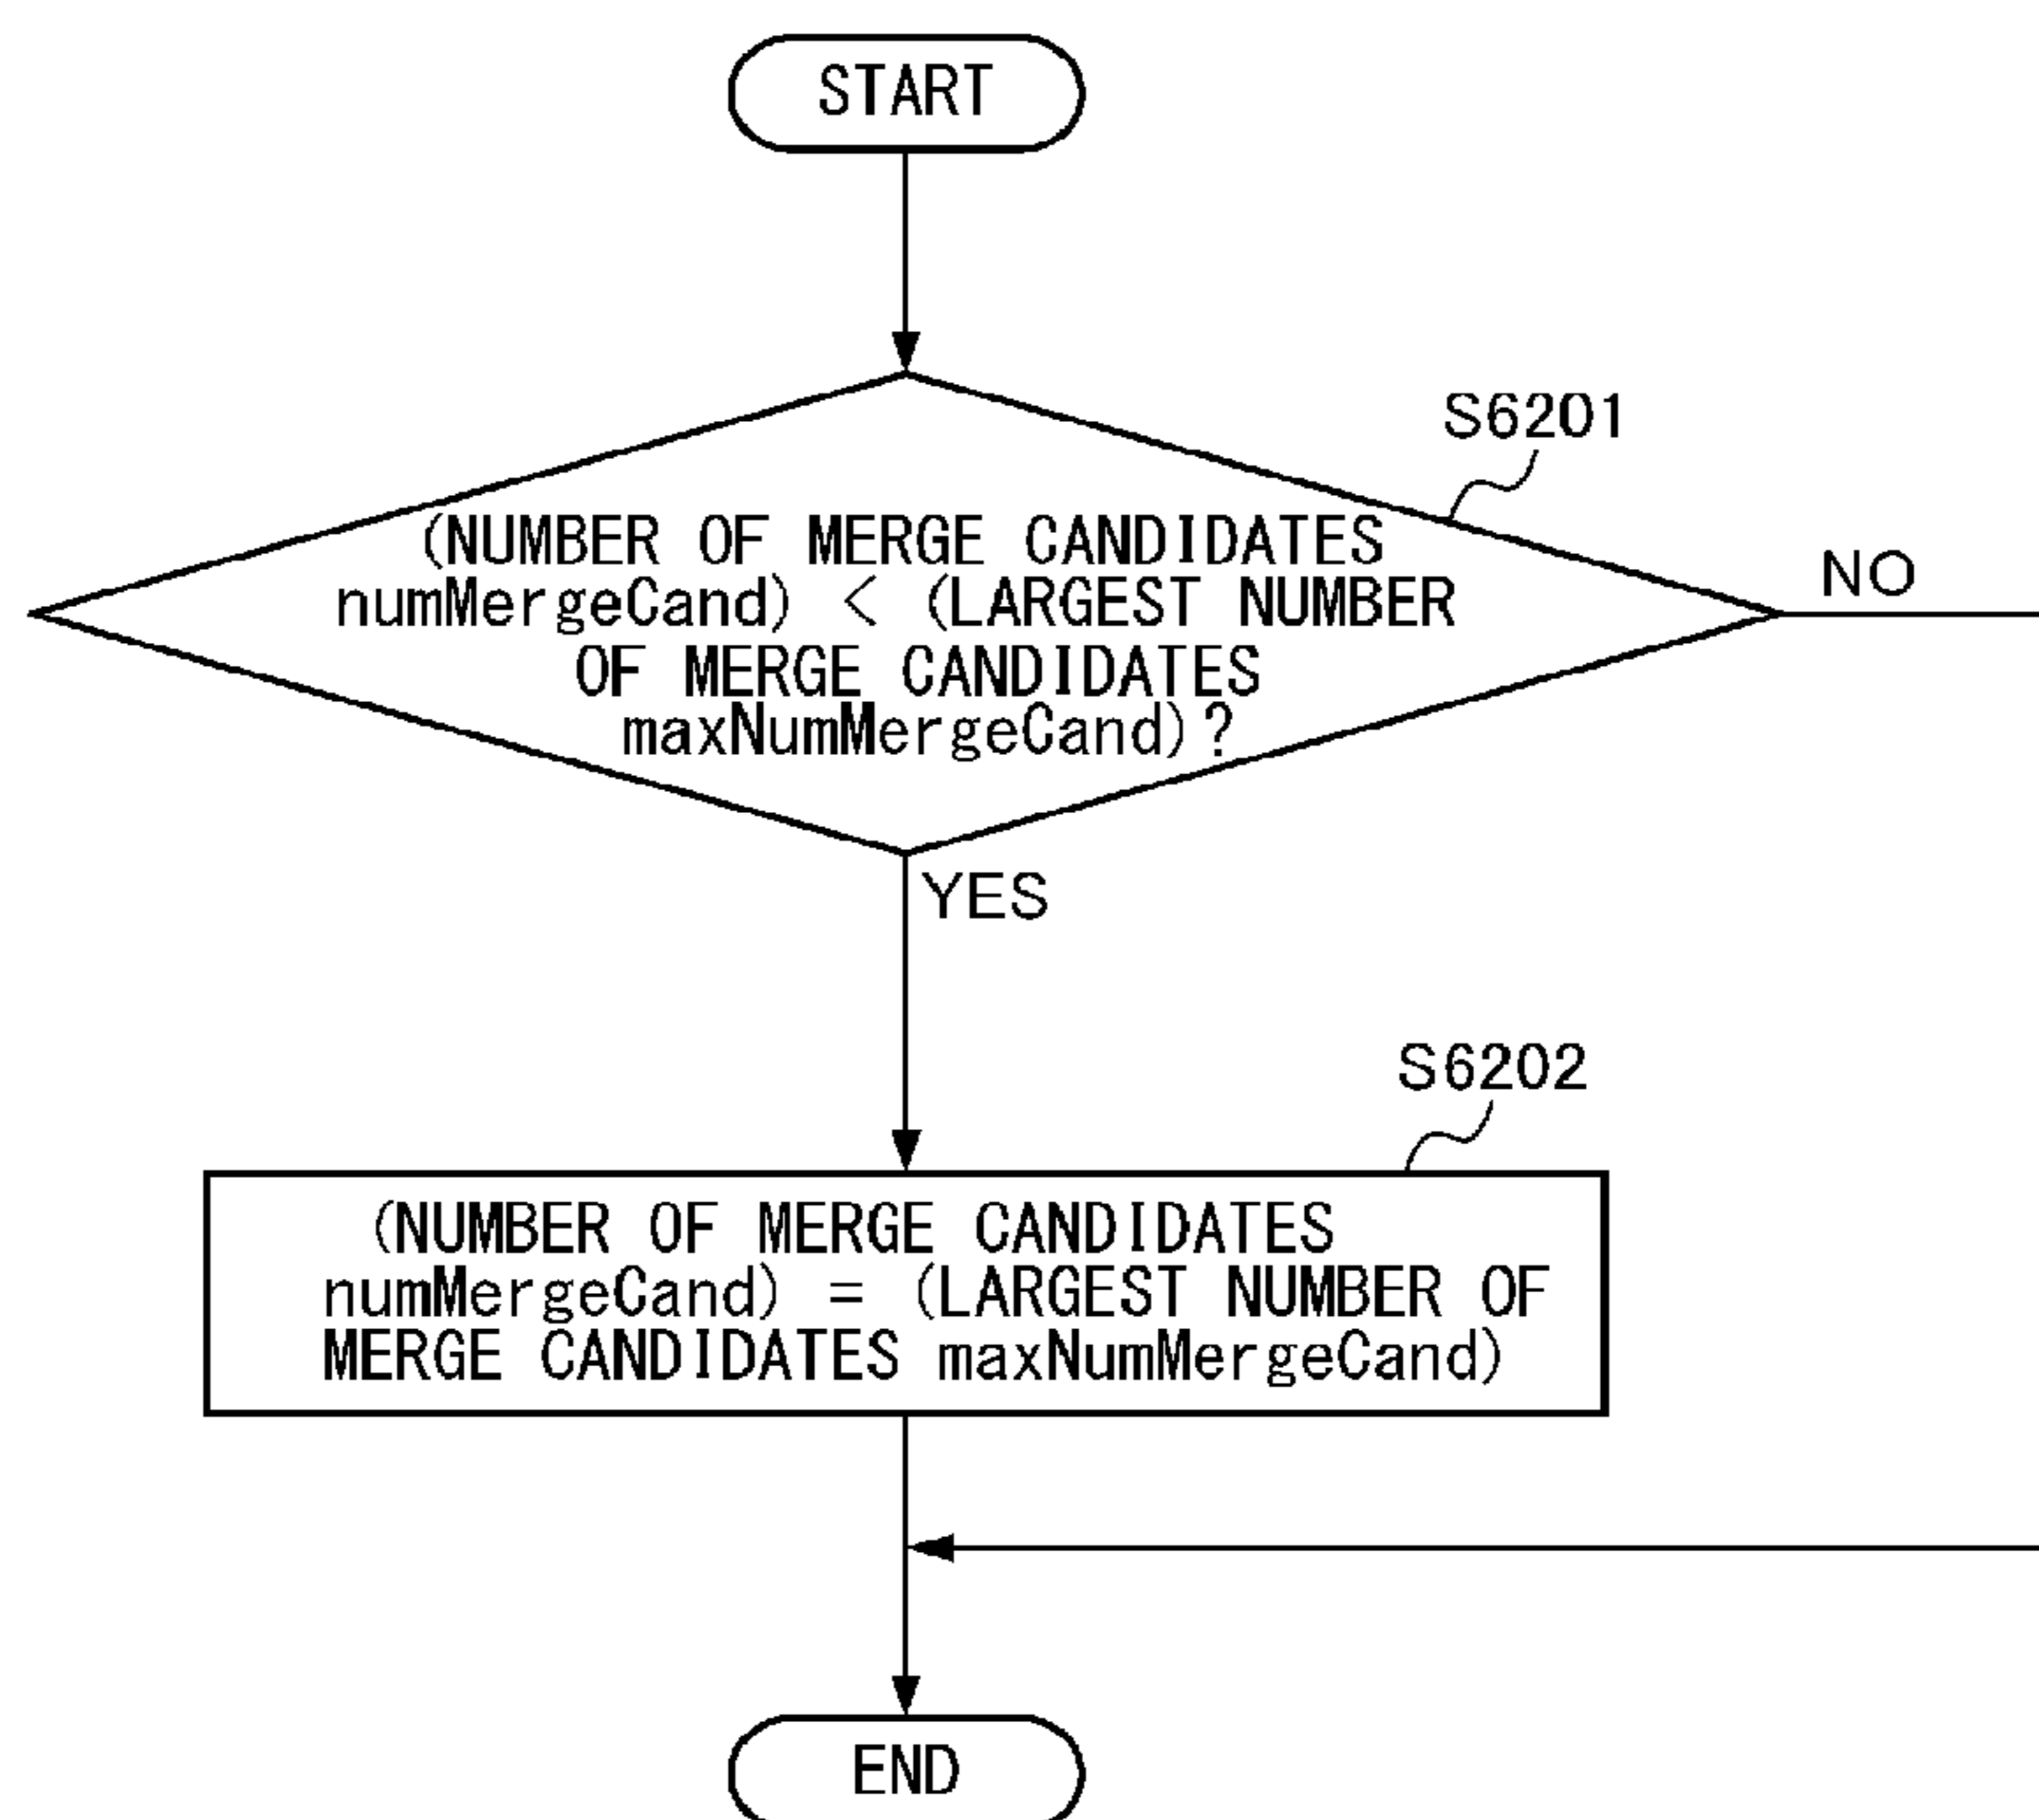 START
S6201
(NUMBER OF MERGE CANDIDATES
numMergeCand) < (LARGEST NUMBER
OF MERGE CANDIDATES
maxNumMergeCand)?
NO
YES
S6202
(NUMBER OF MERGE CANDIDATES
numMergeCand) = (LARGEST NUMBER OF
MERGE CANDIDATES maxNumMergeCand)
END